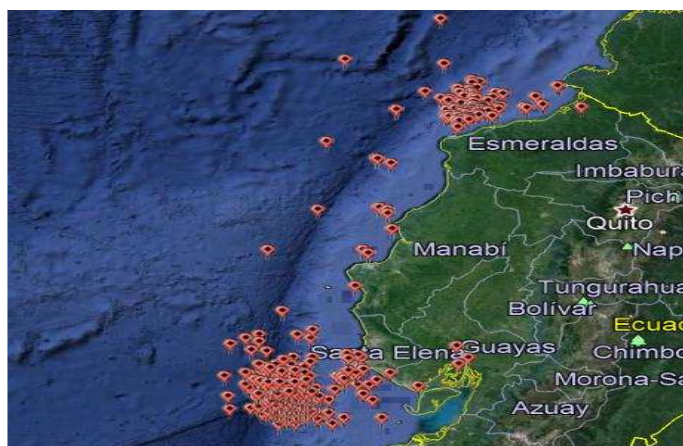 Esmeraldas
Imbabura
Pich
Quito
Manabí
Nap
Tungurahua
Bolívar
Ecuad
Santa Elena
Guayas
Chimbo
Morona-Sa
Azuay